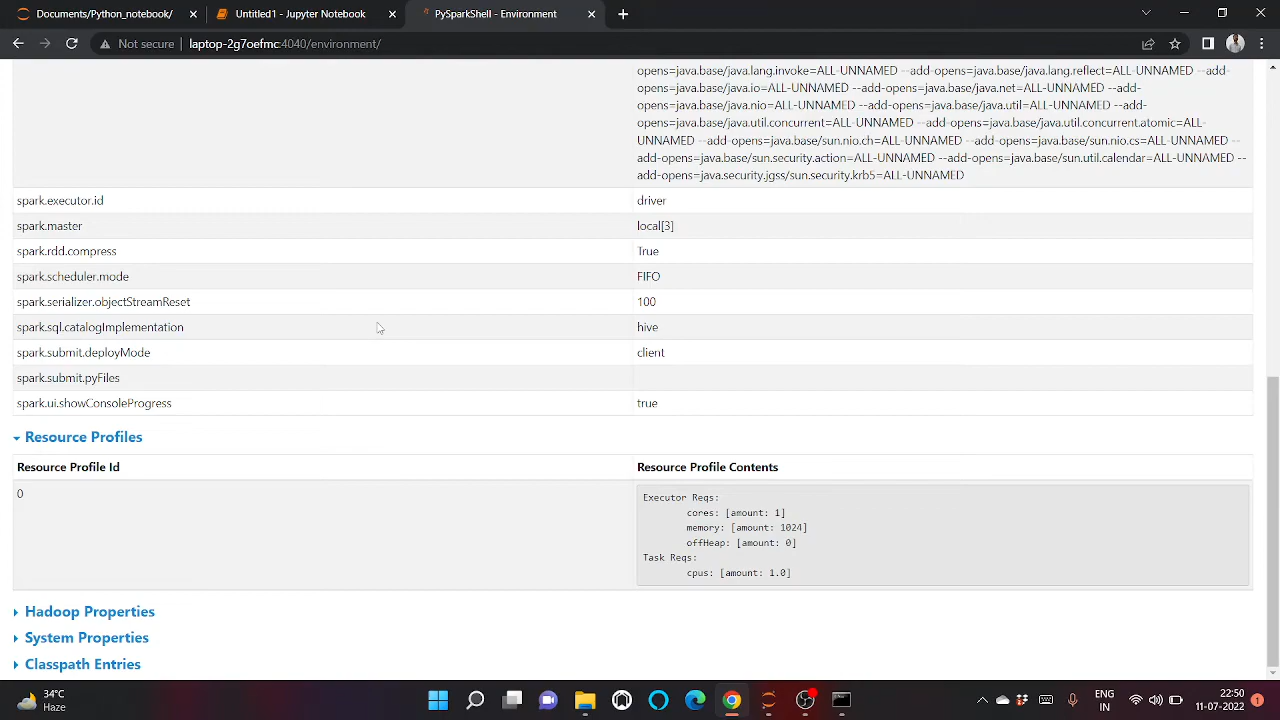 Documents/Python_notebook/
Untitled1 - Jupyter Notebook
PySparkShell - Environment
Not secure
laptop-2g7oefmc:4040/environment/
opens=java.base/java.lang.invoke=ALL-UNNAMED --add-opens=java.base/java.lang.reflect=ALL-UNNAMED --add-
opens=java.base/java.io=ALL-UNNAMED --add-opens=java.base/java.net=ALL-UNNAMED --add-
opens=java.base/java.nio=ALL-UNNAMED --add-opens=java.base/java.util=ALL-UNNAMED --add-
opens=java.base/java.util.concurrent=ALL-UNNAMED --add-opens=java.base/java.util.concurrent.atomic=ALL-
UNNAMED --add-opens=java.base/sun.nio.ch=ALL-UNNAMED --add-opens=java.base/sun.nio.cs=ALL-UNNAMED --
add-opens=java.base/sun.security.action=ALL-UNNAMED --add-opens=java.base/sun.util.calendar=ALL-UNNAMED --
add-opens=java.security.jgss/sun.security.krb5=ALL-UNNAMED
spark.executor.id driver
spark.master local[3]
spark.rdd.compress True
spark.scheduler.mode FIFO
spark.serializer.objectStreamReset 100
spark.sql.catalogImplementation hive
spark.submit.deployMode client
spark.submit.pyFiles
spark.ui.showConsoleProgress true
Resource Profiles
Resource Profile Id Resource Profile Contents
0
Executor Reqs:
cores: [amount: 1]
memory: [amount: 1024]
offHeap: [amount: 0]
Task Reqs:
cpus: [amount: 1.0]
Hadoop Properties
System Properties
Classpath Entries
34°C
Haze
ENG
IN
22:50
11-07-2022
1